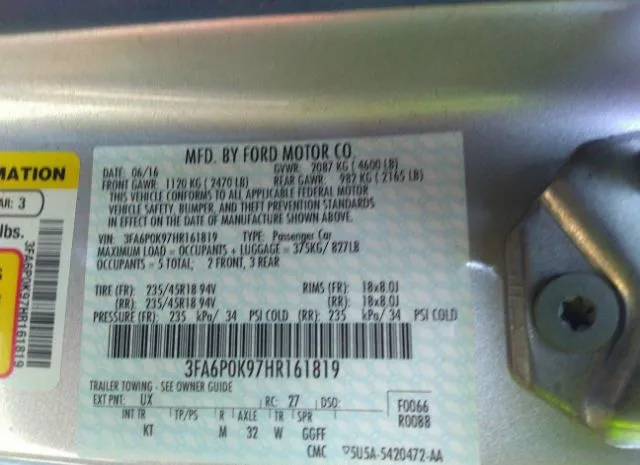 MFD. BY FORD MOTOR CO.
DATE: 06/16 GVWR: 2087 KG ( 4600 LB)
FRONT GAWR: 1120 KG ( 2470 LB) REAR GAWR: 982 KG ( 2165 LB)
THIS VEHICLE CONFORMS TO ALL APPLICABLE FEDERAL MOTOR
VEHICLE SAFETY, BUMPER, AND THEFT PREVENTION STANDARDS
IN EFFECT ON THE DATE OF MANUFACTURE SHOWN ABOVE.
VIN: 3FA6P0K97HR161819 TYPE: Passenger Car
MAXIMUM LOAD = OCCUPANTS + LUGGAGE = 375KG/ 827LB
OCCUPANTS = 5 TOTAL; 2 FRONT, 3 REAR
TIRE (FR): 235/45R18 94V RIMS (FR): 18x8.0J
(RR): 235/45R18 94V (RR): 18x8.0J
PRESSURE (FR): 235 kPa/ 34 PSI COLD (RR): 235 kPa/ 34 PSI COLD
3FA6P0K97HR161819
TRAILER TOWING - SEE OWNER GUIDE
EXT PNT: UX RC: 27 DSO: F0066
INT TR TP/PS R AXLE TR SPR R0088
KT M 32 W GGFF
CMC 5U5A-5420472-AA
MATION
AR: 3
lbs.
3FA6P0K97HR161819